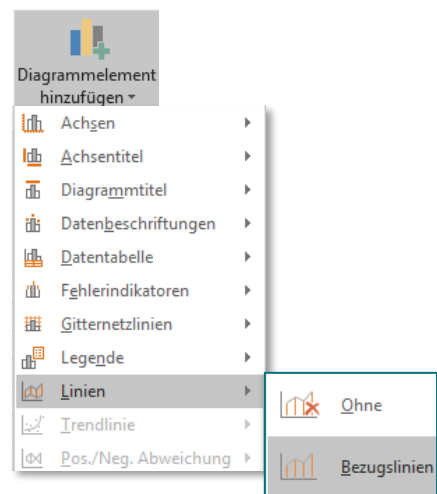 Diagrammelement
hinzufügen
Achsen
Achsentitel
Diagrammtitel
Datenbeschriftungen
Datentabelle
Fehlerindikatoren
Gitternetzlinien
Legende
Linien
Trendlinie
Pos./Neg. Abweichung
Ohne
Bezugslinien